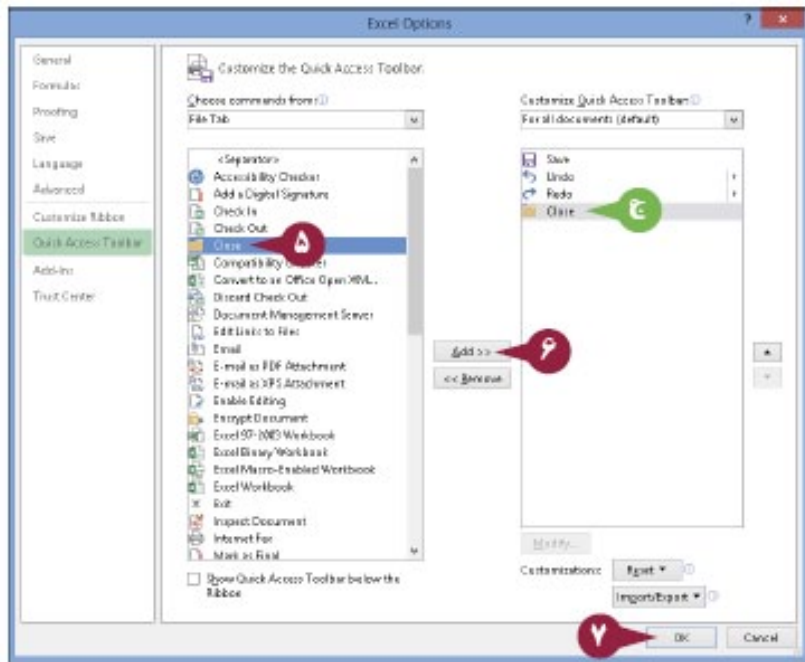 Excel Options
?
General
Formulas
Proofing
Save
Language
Advanced
Customize Ribbon
Quick Access Toolbar
Add-Ins
Trust Center
Customize the Quick Access Toolbar.
Choose commands from:
File Tab
<Separator>
Accessibility Checker
Add a Digital Signature
Check In
Check Out
Close
۵
Compatibility Checker
Convert to an Office Open XML...
Discard Check Out
Document Management Server
Edit Links to Files
Email
E-mail as PDF Attachment
E-mail as XPS Attachment
Enable Editing
Encrypt Document
Excel 97-2003 Workbook
Excel Binary Workbook
Excel Macro-Enabled Workbook
Excel Workbook
Exit
Inspect Document
Internet Fax
Mark as Final
Show Quick Access Toolbar below the
Ribbon
Add >>
۶
<< Remove
Customize Quick Access Toolbar:
For all documents (default)
Save
Undo
Redo
Close
ج
Modify...
Customizations:
Reset
Import/Export
۷
OK
Cancel